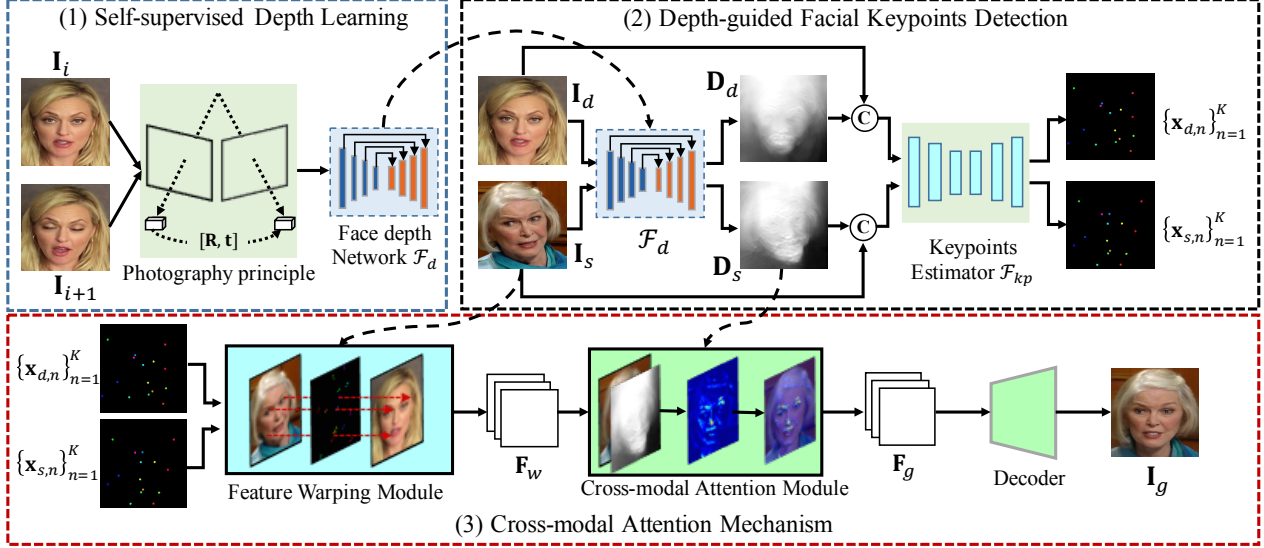 (1) Self-supervised Depth Learning
I_i
I_{i+1}
[R, t]
Photography principle
Face depth
Network F_d
(2) Depth-guided Facial Keypoints Detection
I_d
I_s
F_d
D_d
D_s
C
C
Keypoints
Estimator F_{kp}
{x_{d,n}}_{n=1}^K
{x_{s,n}}_{n=1}^K
{x_{d,n}}_{n=1}^K
{x_{s,n}}_{n=1}^K
Feature Warping Module
F_w
Cross-modal Attention Module
F_g
Decoder
I_g
(3) Cross-modal Attention Mechanism